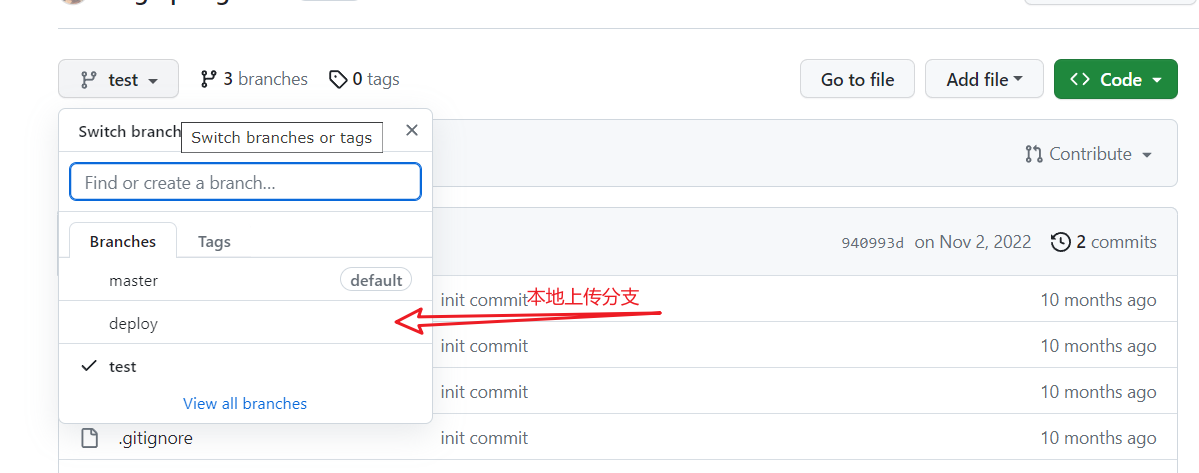 test
3 branches
0 tags
Go to file
Add file
Code
Switch branch
Switch branches or tags
Contribute
Find or create a branch...
Branches
Tags
940993d on Nov 2, 2022
2 commits
master
default
init commit
本地上传分支
10 months ago
deploy
init commit
10 months ago
test
init commit
10 months ago
View all branches
.gitignore
init commit
10 months ago